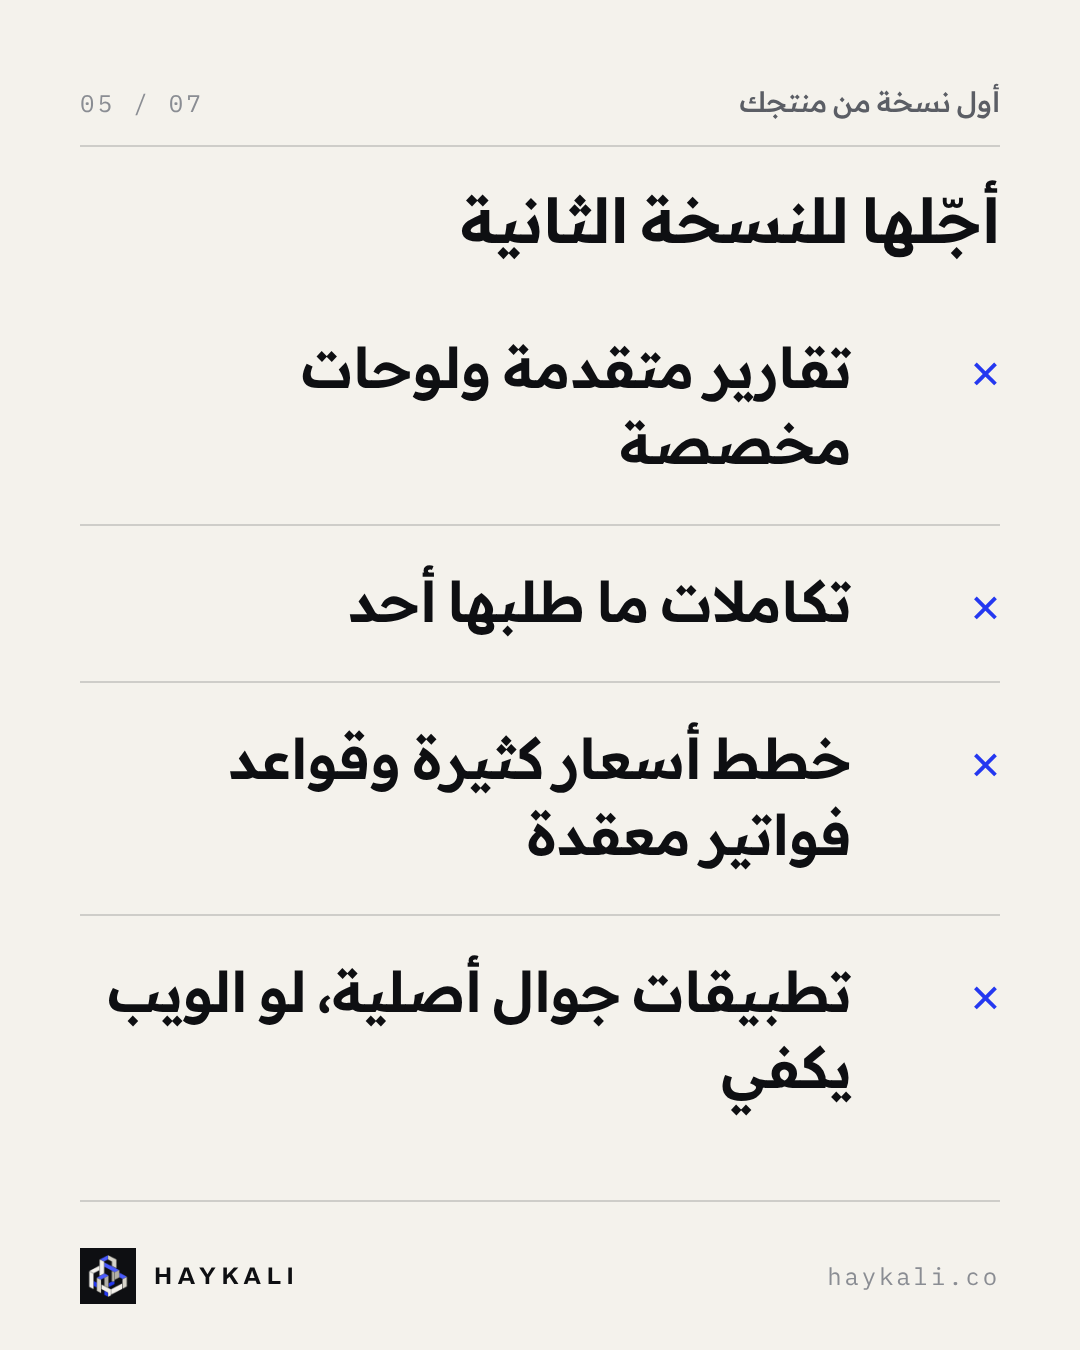 أول نسخة من منتجك
05 / 07
أجّلها للنسخة الثانية
× تقارير متقدمة ولوحات
مخصصة
× تكاملات ما طلبها أحد
× خطط أسعار كثيرة وقواعد
فواتير معقدة
× تطبيقات جوال أصلية، لو الويب
يكفي
HAYKALI
haykali.co